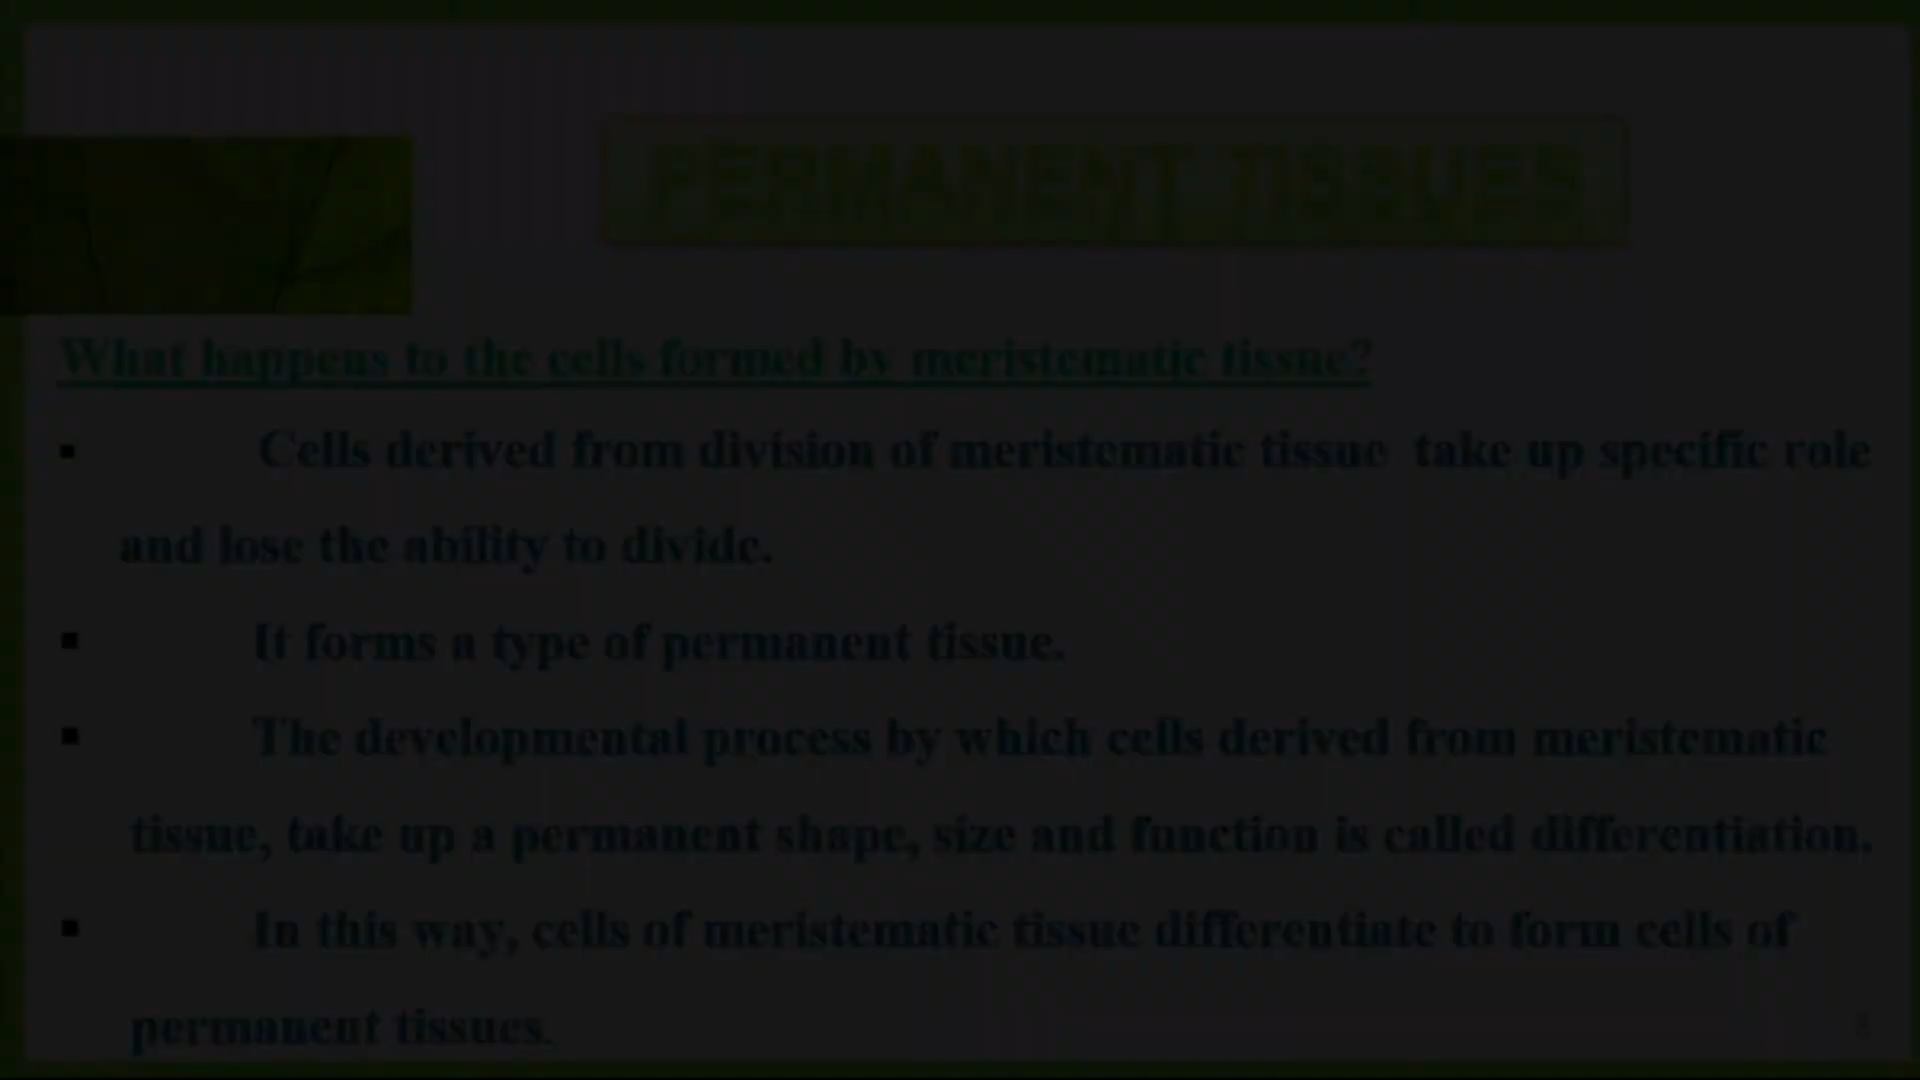 PERMANENT TISSUES
What happens to the cells formed by meristematic tissue?
▪ Cells derived from division of meristematic tissue take up specific role
and lose the ability to divide.
▪ It forms a type of permanent tissue.
▪ The developmental process by which cells derived from meristematic
tissue, take up a permanent shape, size and function is called differentiation.
▪ In this way, cells of meristematic tissue differentiate to form cells of
permanent tissues.